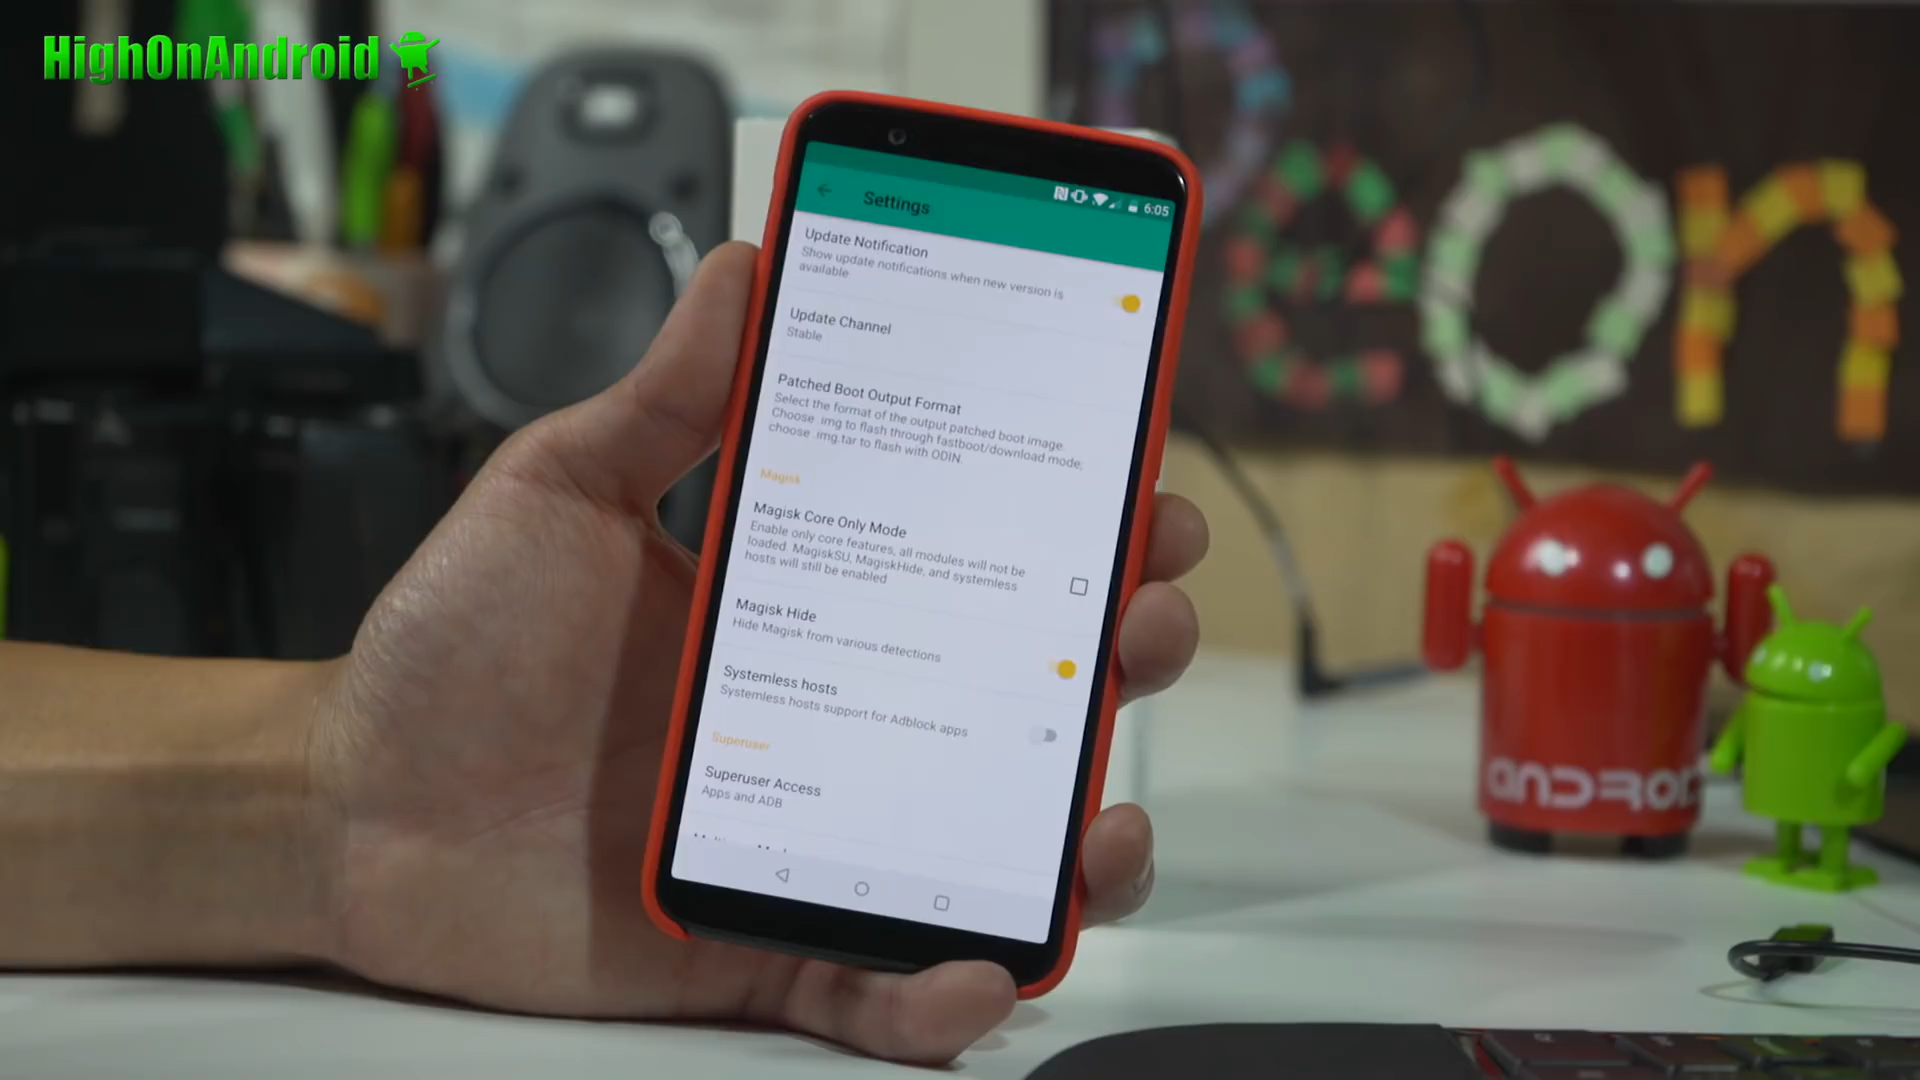 HighOnAndroid
6:05
Settings
Update Notification
Show update notifications when new version is
available
Update Channel
Stable
Patched Boot Output Format
Select the format of the output patched boot image.
Choose .img to flash through fastboot/download mode;
choose .img.tar to flash with ODIN.
Magisk
Magisk Core Only Mode
Enable only core features, all modules will not be
loaded. MagiskSU, MagiskHide, and systemless
hosts will still be enabled
Magisk Hide
Hide Magisk from various detections
Systemless hosts
Systemless hosts support for Adblock apps
Superuser
Superuser Access
Apps and ADB
eon
ANDROID